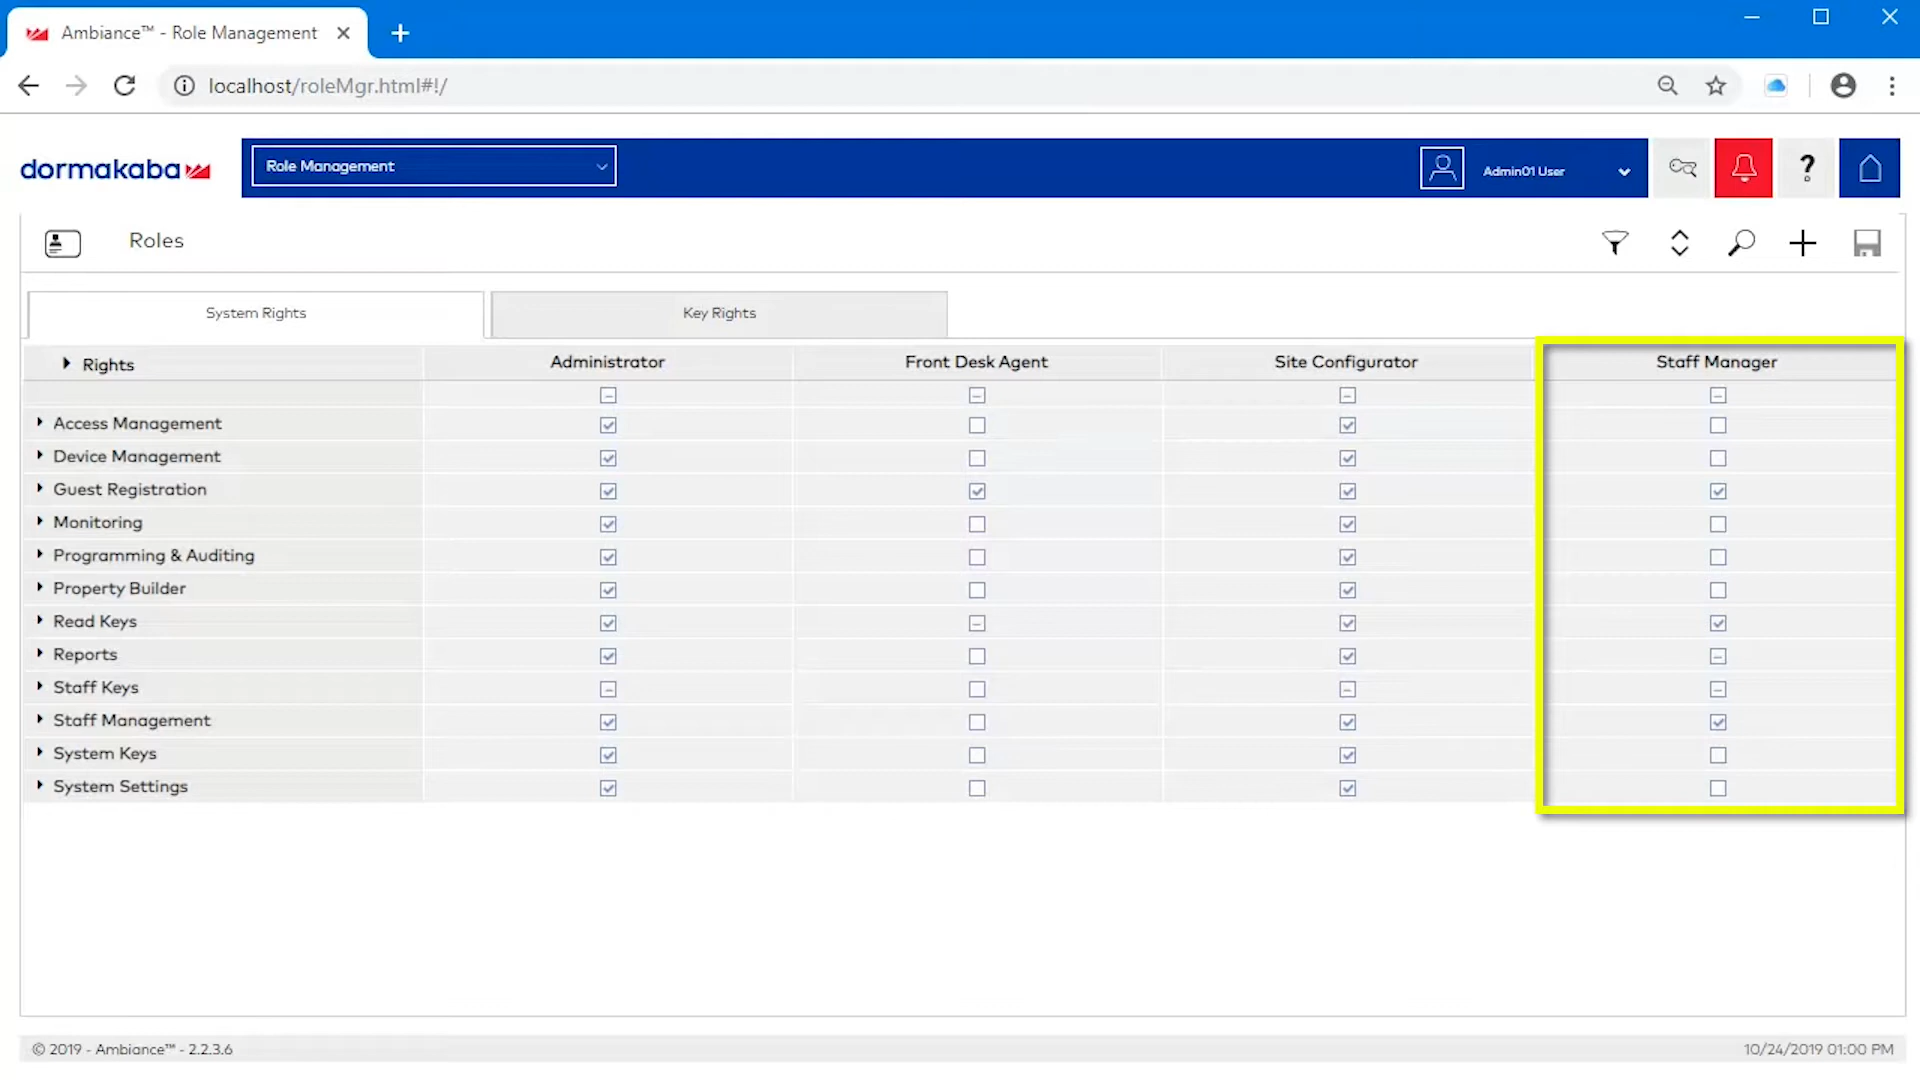 Ambiance™ - Role Management
localhost/roleMgr.html#!/
dormakaba
Role Management
Admin01 User
?
Roles
System Rights
Key Rights
Rights
Administrator
Front Desk Agent
Site Configurator
Staff Manager
Access Management
Device Management
Guest Registration
Monitoring
Programming & Auditing
Property Builder
Read Keys
Reports
Staff Keys
Staff Management
System Keys
System Settings
© 2019 - Ambiance™ - 2.2.3.6
10/24/2019 01:00 PM